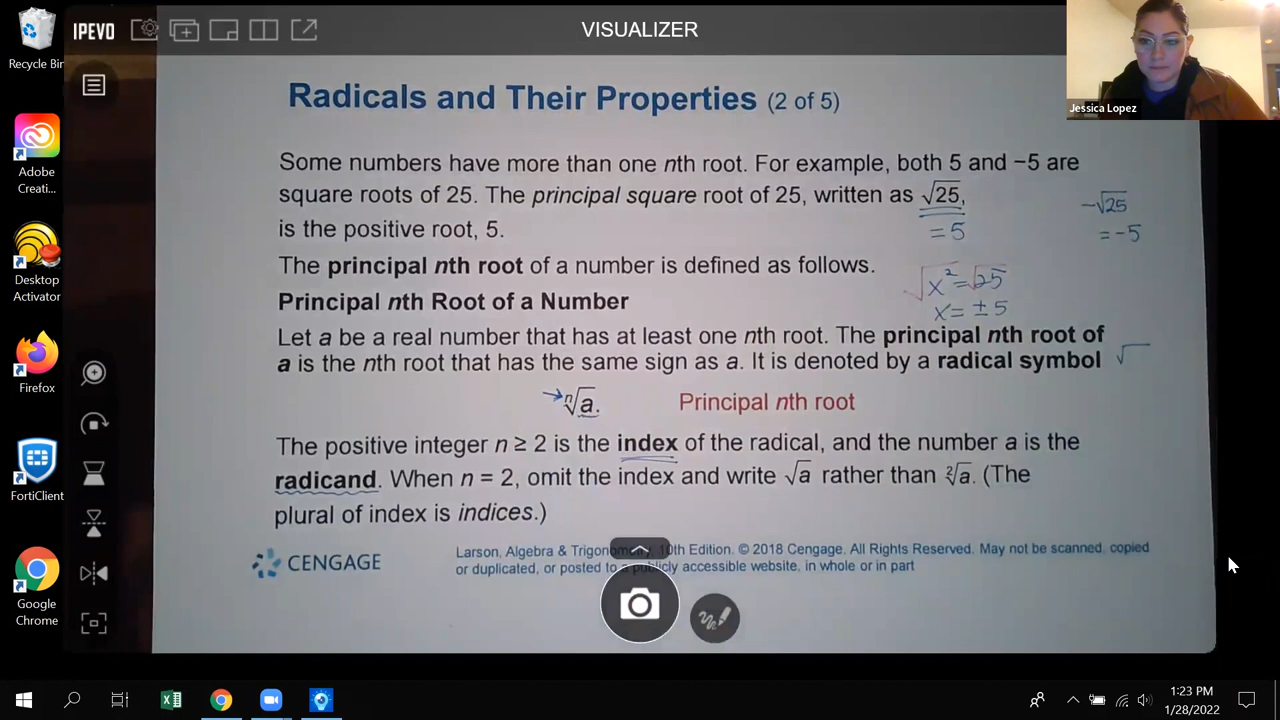 IPEVO
VISUALIZER
Recycle Bin
Jessica Lopez
Radicals and Their Properties (2 of 5)
Adobe
Creati...
Some numbers have more than one nth root. For example, both 5 and −5 are
square roots of 25. The principal square root of 25, written as √25,
is the positive root, 5.
= 5
−√25
= −5
Desktop
Activator
The principal nth root of a number is defined as follows.
√x² = √25
x = ±5
Principal nth Root of a Number
Let a be a real number that has at least one nth root. The principal nth root of
a is the nth root that has the same sign as a. It is denoted by a radical symbol √
Firefox
→ ⁿ√a.
Principal nth root
The positive integer n ≥ 2 is the index of the radical, and the number a is the
radicand. When n = 2, omit the index and write √a rather than ²√a. (The
plural of index is indices.)
FortiClient
CENGAGE
Larson, Algebra & Trigonometry, 10th Edition. © 2018 Cengage. All Rights Reserved. May not be scanned, copied
or duplicated, or posted to a publicly accessible website, in whole or in part
Google
Chrome
1:23 PM
1/28/2022